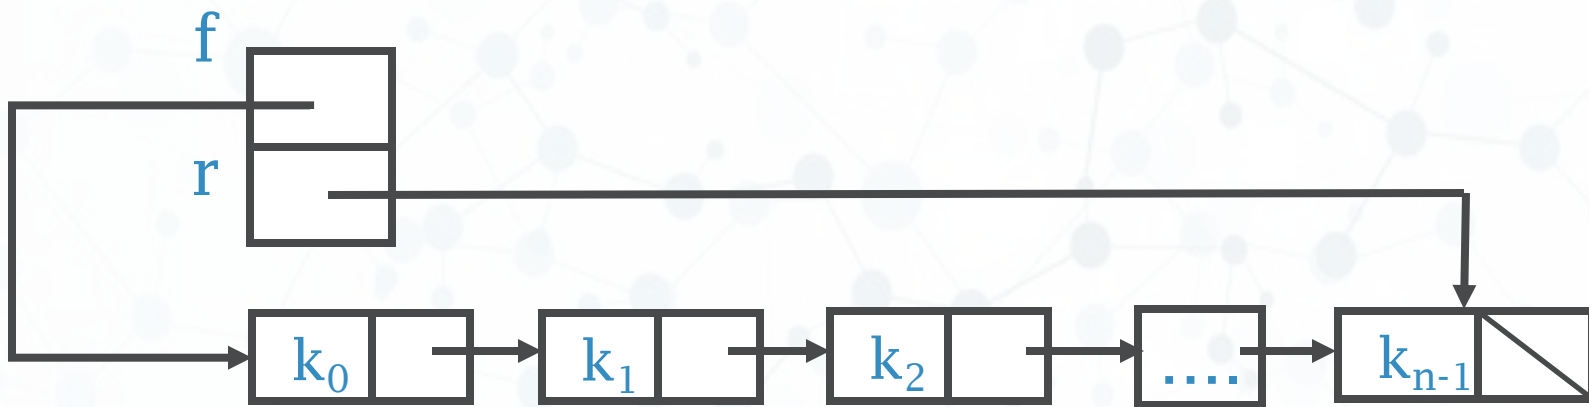 f
r
k₀ k₁ k₂ .... kₙ₋₁